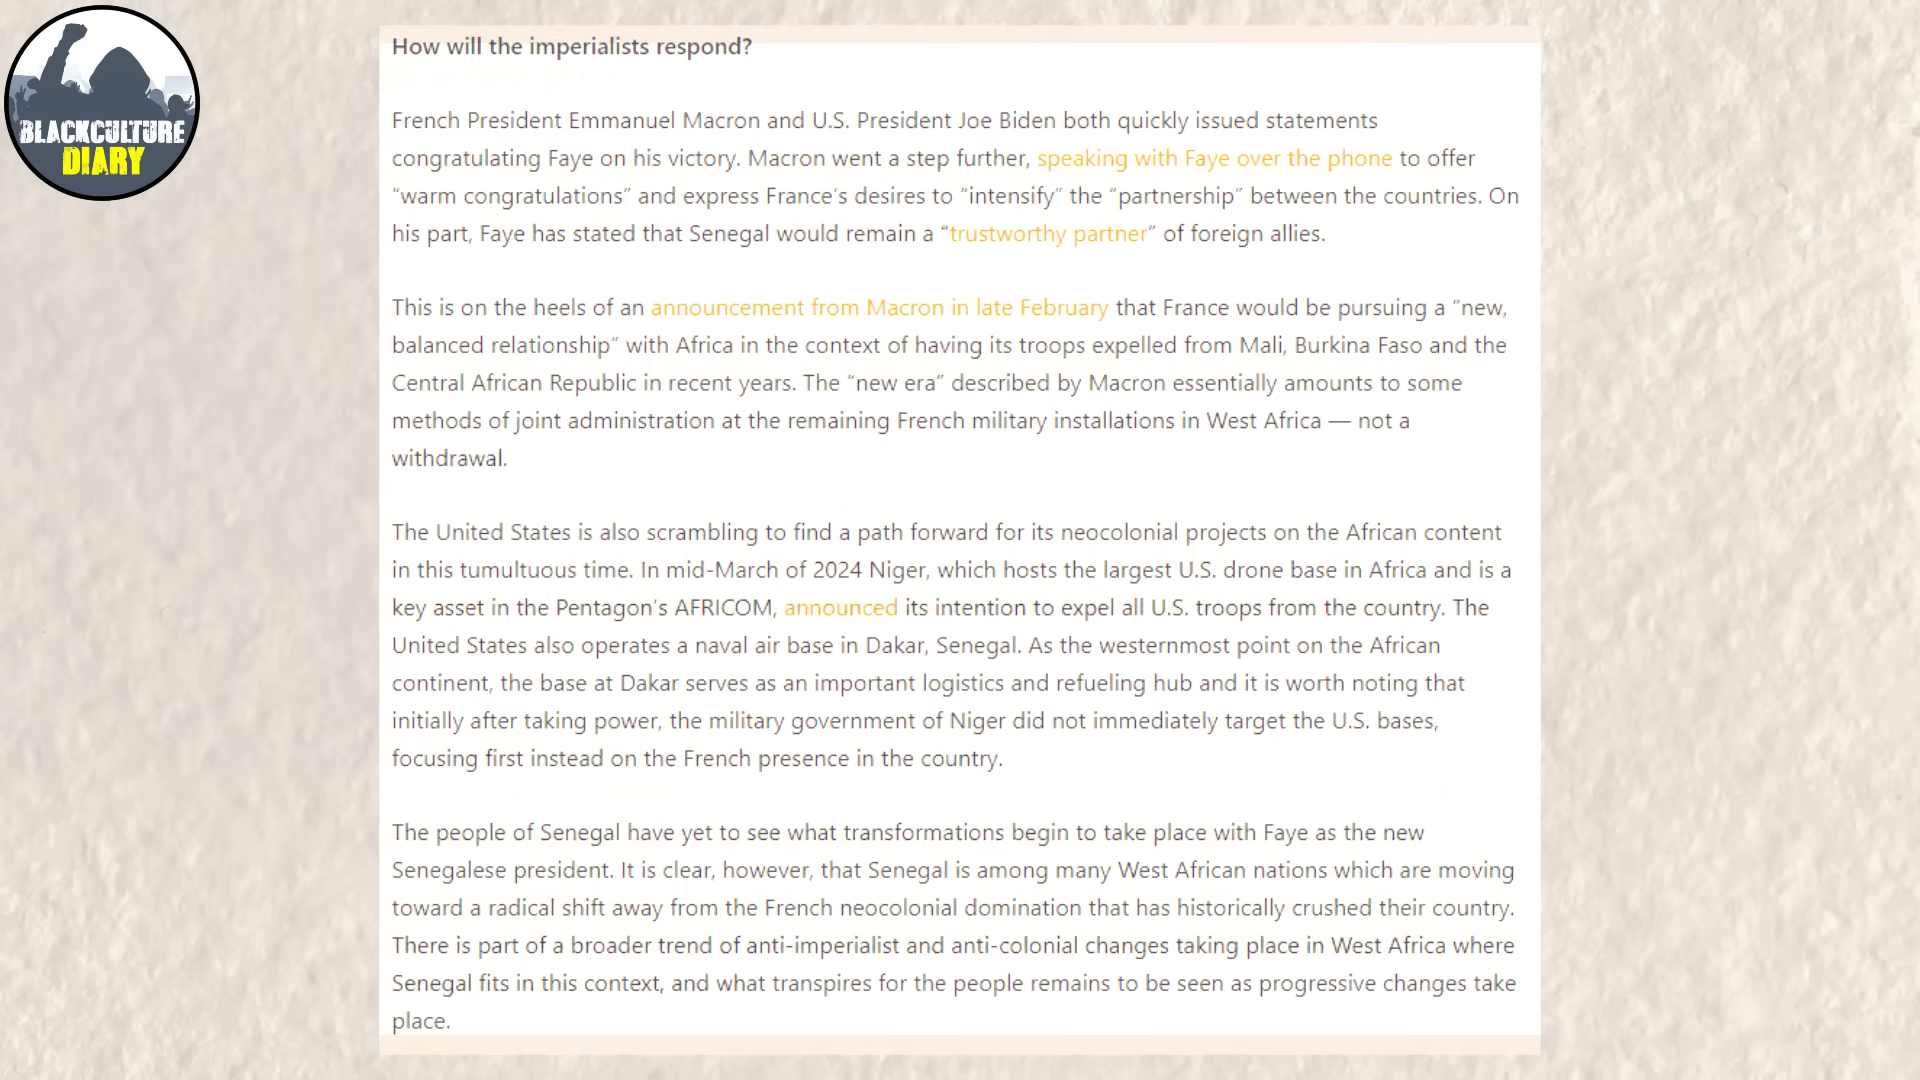 BLACKCULTURE
DIARY
How will the imperialists respond?
French President Emmanuel Macron and U.S. President Joe Biden both quickly issued statements
congratulating Faye on his victory. Macron went a step further, speaking with Faye over the phone to offer
“warm congratulations” and express France’s desires to “intensify” the “partnership” between the countries. On
his part, Faye has stated that Senegal would remain a “trustworthy partner” of foreign allies.
This is on the heels of an announcement from Macron in late February that France would be pursuing a “new,
balanced relationship” with Africa in the context of having its troops expelled from Mali, Burkina Faso and the
Central African Republic in recent years. The “new era” described by Macron essentially amounts to some
methods of joint administration at the remaining French military installations in West Africa — not a
withdrawal.
The United States is also scrambling to find a path forward for its neocolonial projects on the African content
in this tumultuous time. In mid-March of 2024 Niger, which hosts the largest U.S. drone base in Africa and is a
key asset in the Pentagon’s AFRICOM, announced its intention to expel all U.S. troops from the country. The
United States also operates a naval air base in Dakar, Senegal. As the westernmost point on the African
continent, the base at Dakar serves as an important logistics and refueling hub and it is worth noting that
initially after taking power, the military government of Niger did not immediately target the U.S. bases,
focusing first instead on the French presence in the country.
The people of Senegal have yet to see what transformations begin to take place with Faye as the new
Senegalese president. It is clear, however, that Senegal is among many West African nations which are moving
toward a radical shift away from the French neocolonial domination that has historically crushed their country.
There is part of a broader trend of anti-imperialist and anti-colonial changes taking place in West Africa where
Senegal fits in this context, and what transpires for the people remains to be seen as progressive changes take
place.